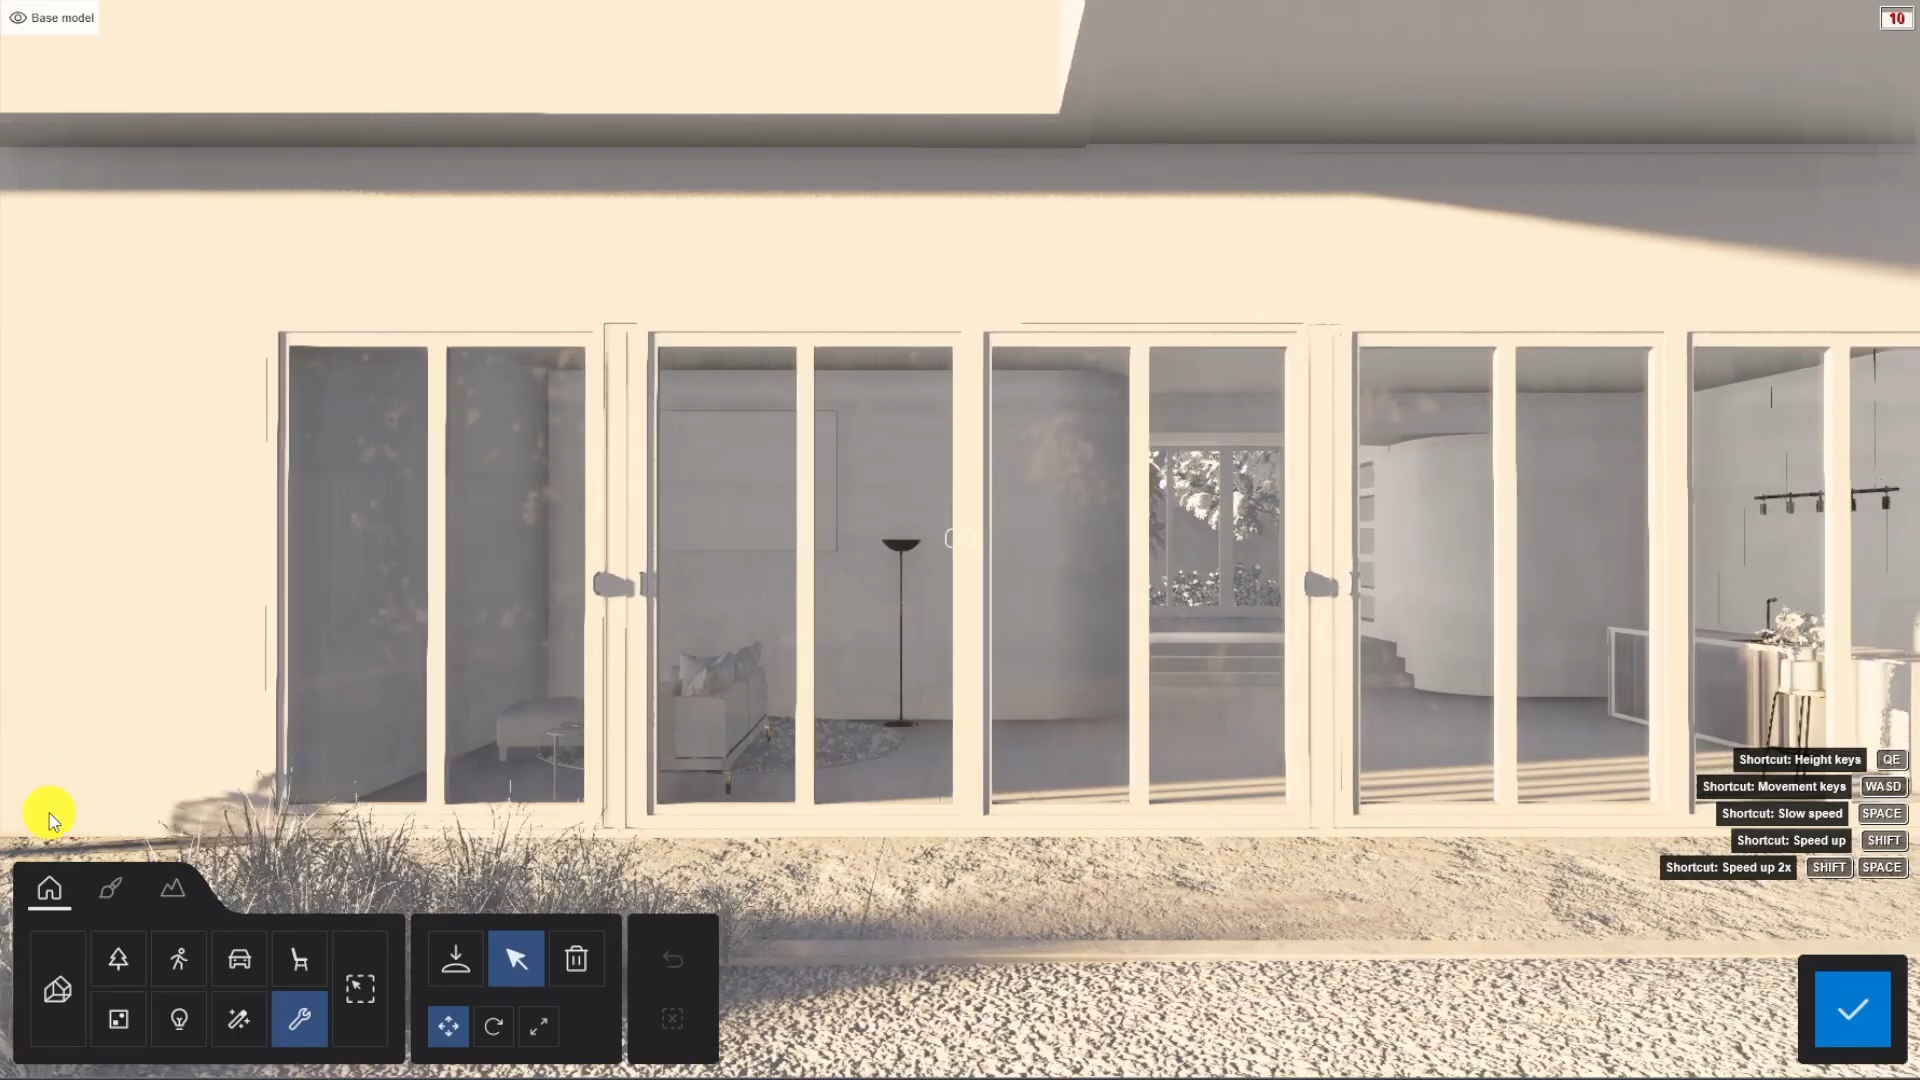 Base model
10
Shortcut: Height keys QE
Shortcut: Movement keys WASD
Shortcut: Slow speed SPACE
Shortcut: Speed up SHIFT
Shortcut: Speed up 2x SHIFT SPACE